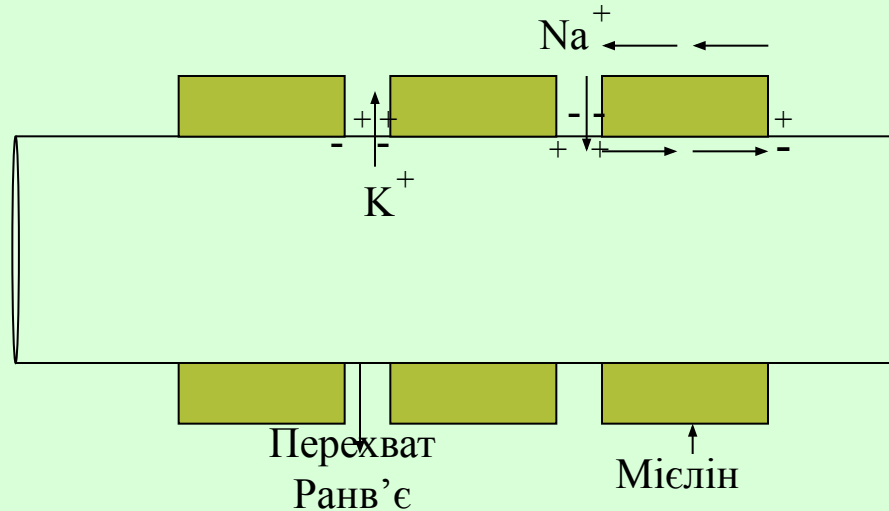 Na+
+ + - - +
- - + + -
K+
Перехват
Ранв’є
Мієлін